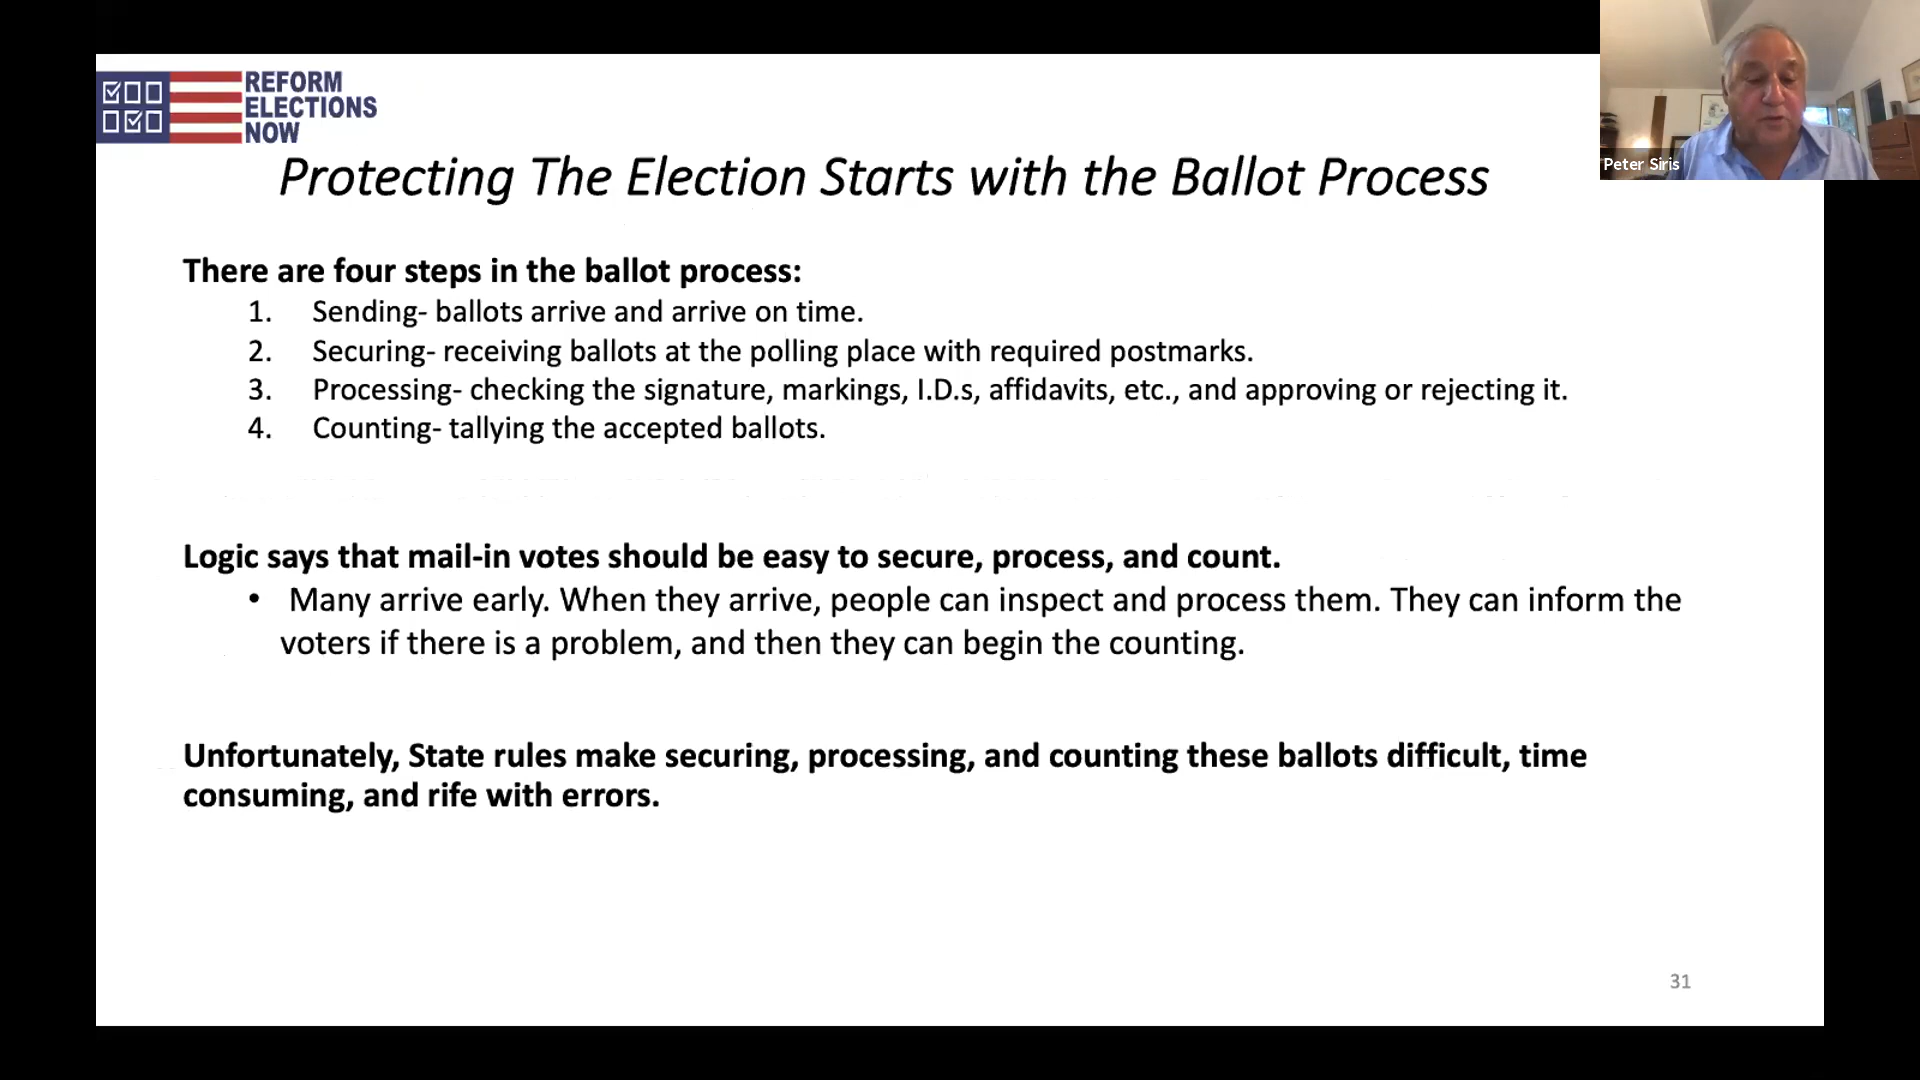 REFORM
ELECTIONS
NOW
Peter Siris
Protecting The Election Starts with the Ballot Process
There are four steps in the ballot process:
1. Sending- ballots arrive and arrive on time.
2. Securing- receiving ballots at the polling place with required postmarks.
3. Processing- checking the signature, markings, I.D.s, affidavits, etc., and approving or rejecting it.
4. Counting- tallying the accepted ballots.
Logic says that mail-in votes should be easy to secure, process, and count.
• Many arrive early. When they arrive, people can inspect and process them. They can inform the
voters if there is a problem, and then they can begin the counting.
Unfortunately, State rules make securing, processing, and counting these ballots difficult, time
consuming, and rife with errors.
31